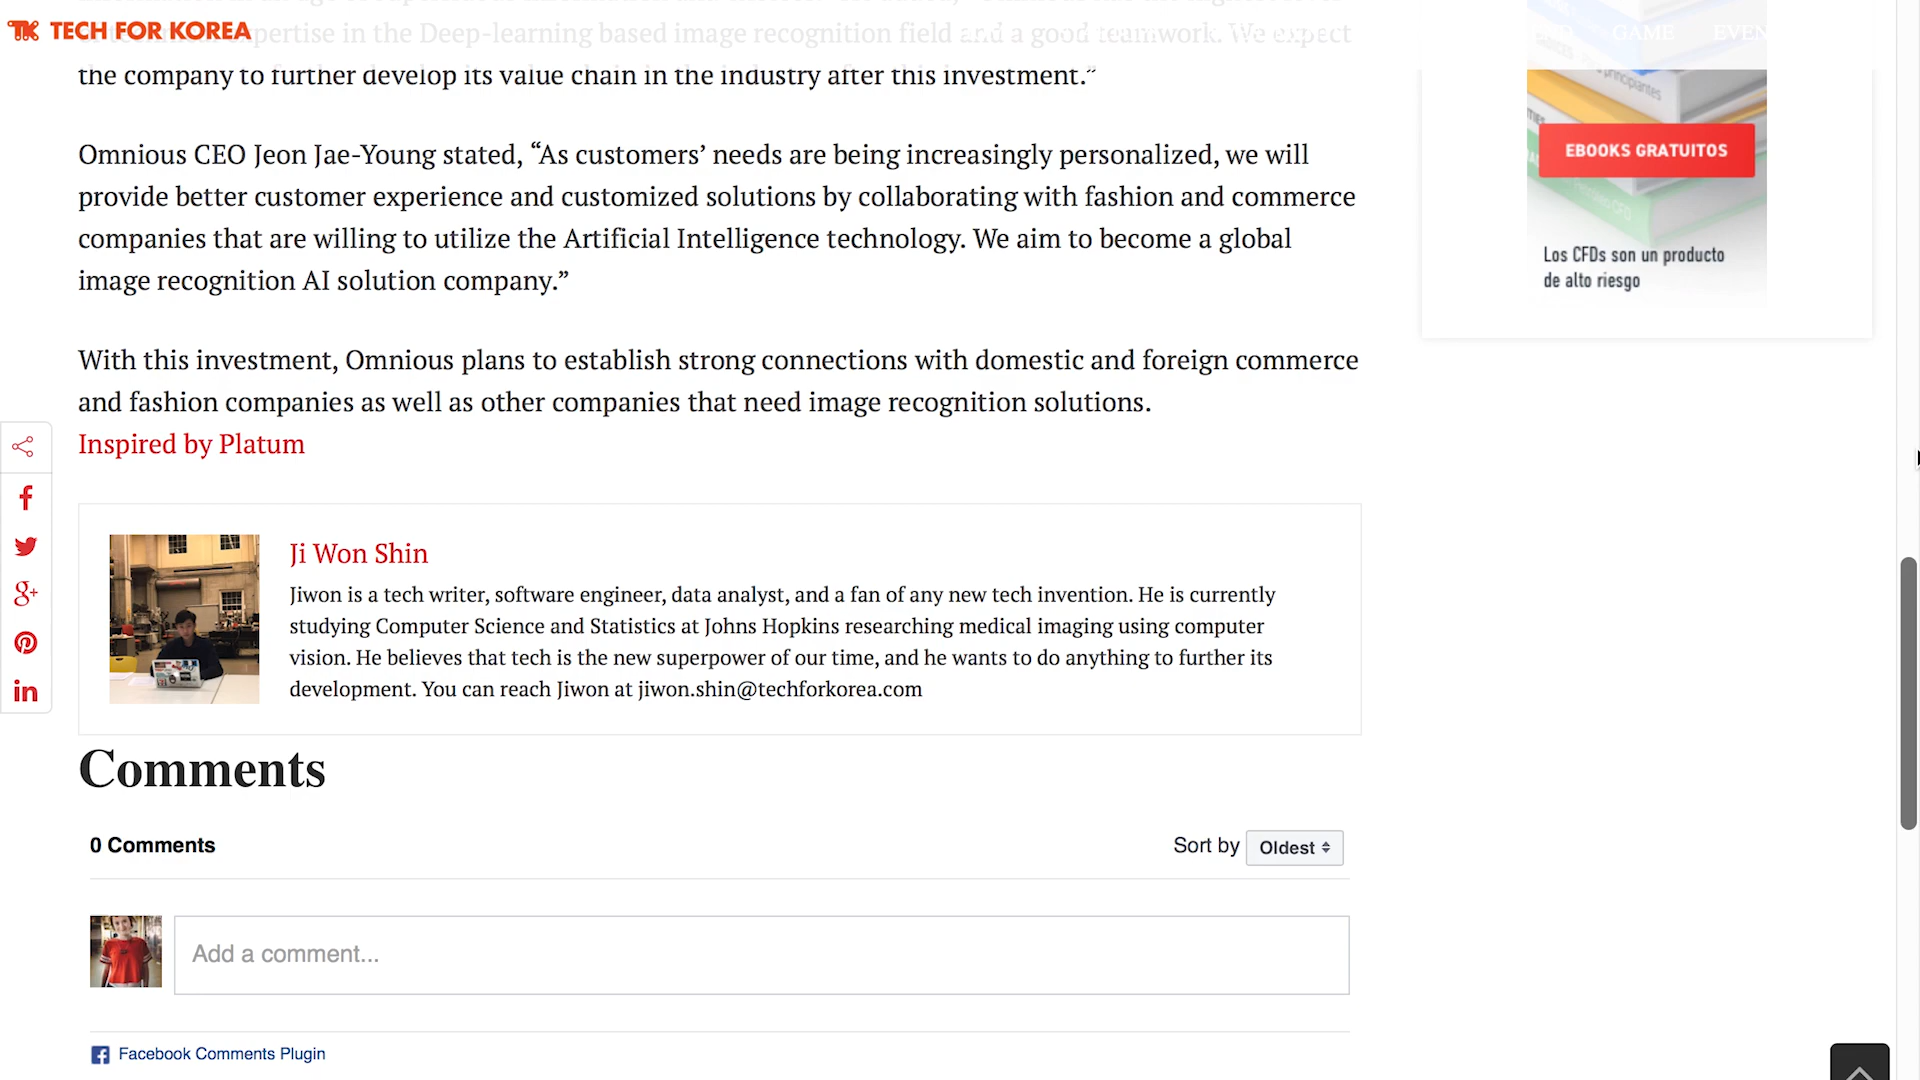 TECH FOR KOREA
expertise in the Deep-learning based image recognition field and a good teamwork. We expect
GAME
the company to further develop its value chain in the industry after this investment.”
Omnious CEO Jeon Jae-Young stated, “As customers’ needs are being increasingly personalized, we will
provide better customer experience and customized solutions by collaborating with fashion and commerce
companies that are willing to utilize the Artificial Intelligence technology. We aim to become a global
image recognition AI solution company.”
With this investment, Omnious plans to establish strong connections with domestic and foreign commerce
and fashion companies as well as other companies that need image recognition solutions.
Inspired by Platum
Ji Won Shin
Jiwon is a tech writer, software engineer, data analyst, and a fan of any new tech invention. He is currently
studying Computer Science and Statistics at Johns Hopkins researching medical imaging using computer
vision. He believes that tech is the new superpower of our time, and he wants to do anything to further its
development. You can reach Jiwon at jiwon.shin@techforkorea.com
Comments
0 Comments
Sort by Oldest
Add a comment...
Facebook Comments Plugin
principiantes
EBOOKS GRATUITOS
Los CFDs son un producto
de alto riesgo